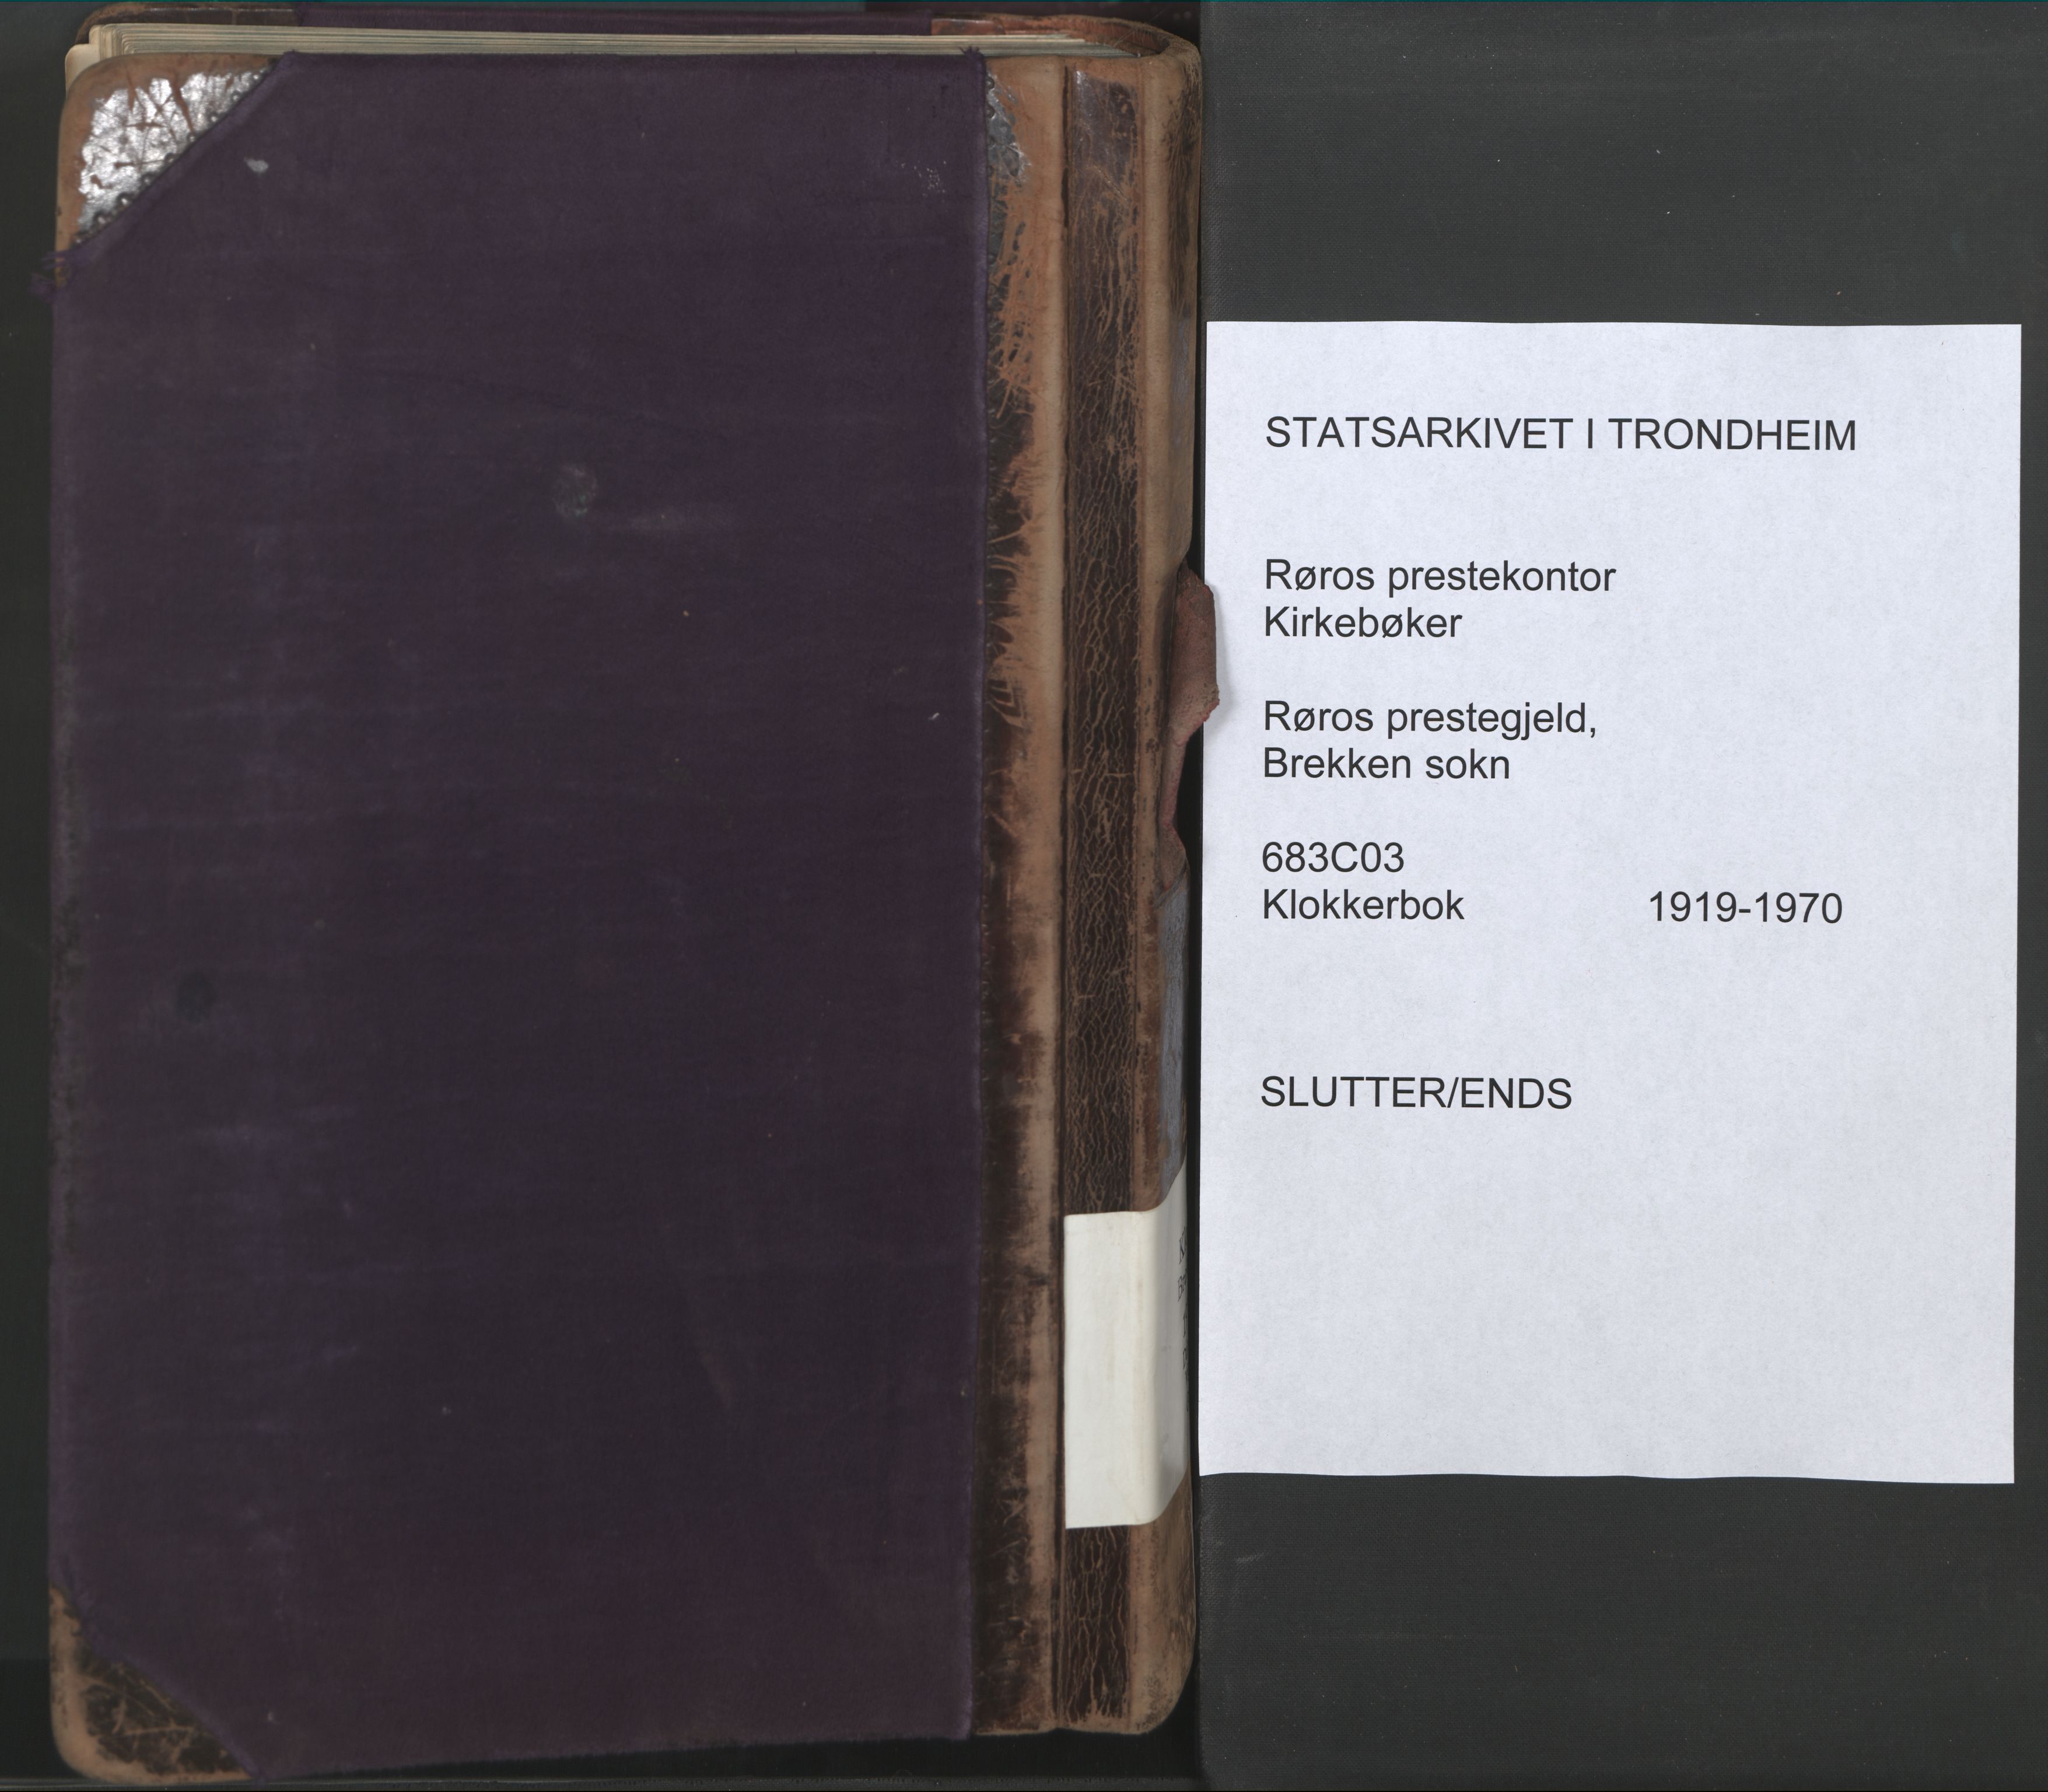 STATSARKIVET I TRONDHEIM
Røros prestekontor
Kirkebøker
Røros prestegjeld,
Brekken sokn
683C03
Klokkerbok 1919-1970
SLUTTER/ENDS